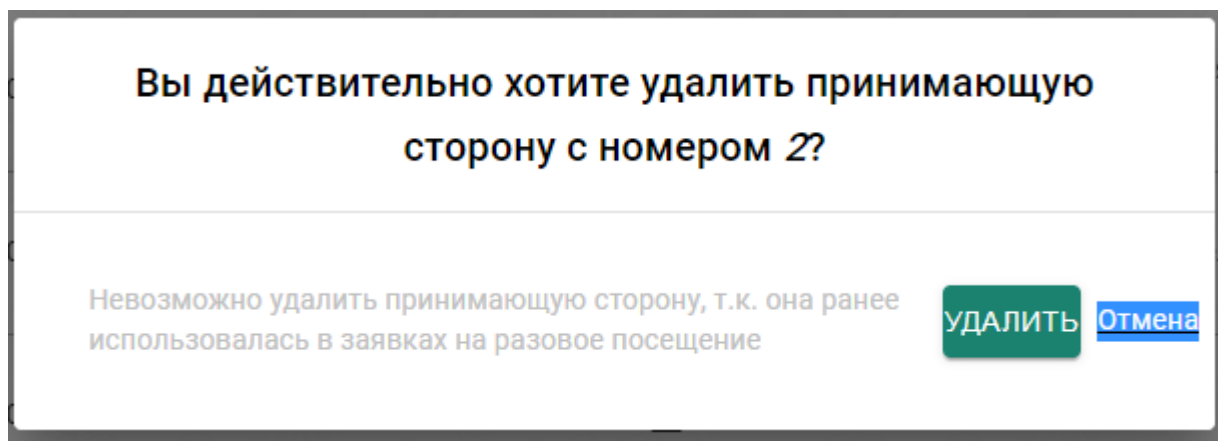 Вы действительно хотите удалить принимающую
сторону с номером 2?
Невозможно удалить принимающую сторону, т.к. она ранее
использовалась в заявках на разовое посещение
УДАЛИТЬ
Отмена